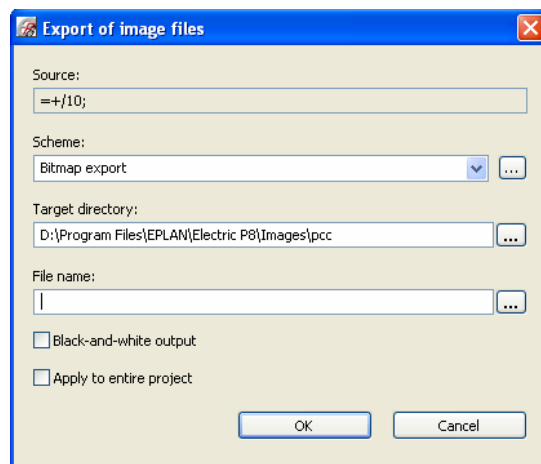 Export of image files
Source:
=+/10;
Scheme:
Bitmap export
...
Target directory:
D:\Program Files\EPLAN\Electric P8\Images\pcc
...
File name:
...
Black-and-white output
Apply to entire project
OK Cancel